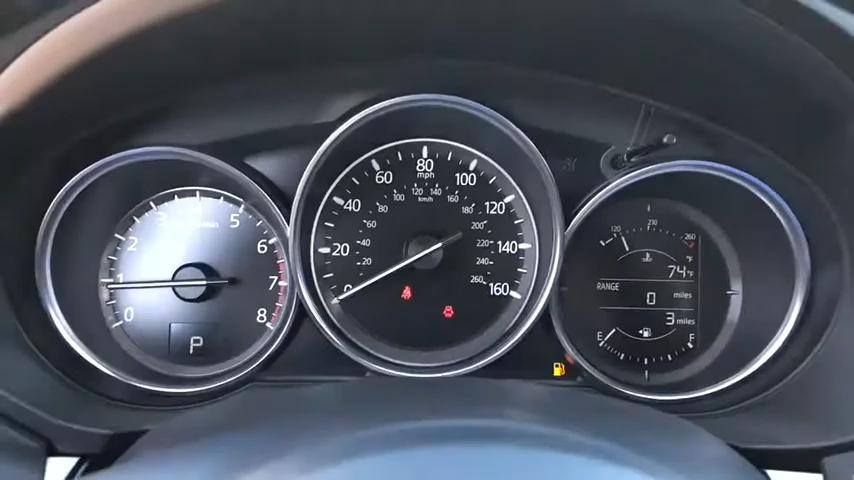 0 1 2 3 5 6 7 8
P
0 20 40 60 80 100 120 140 160
mph
20 40 60 80 100 120 140 160 200 220 240 260
km/h
120 210 260
°F
74°F
RANGE
0 miles
3 miles
E F